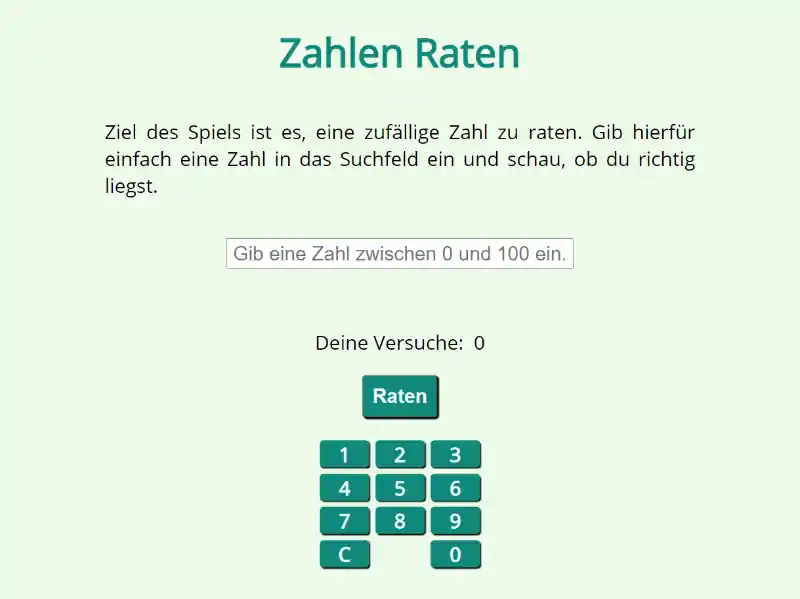 Zahlen Raten
Ziel des Spiels ist es, eine zufällige Zahl zu raten. Gib hierfür
einfach eine Zahl in das Suchfeld ein und schau, ob du richtig
liegst.
Gib eine Zahl zwischen 0 und 100 ein.
Deine Versuche: 0
Raten
1 2 3
4 5 6
7 8 9
C 0